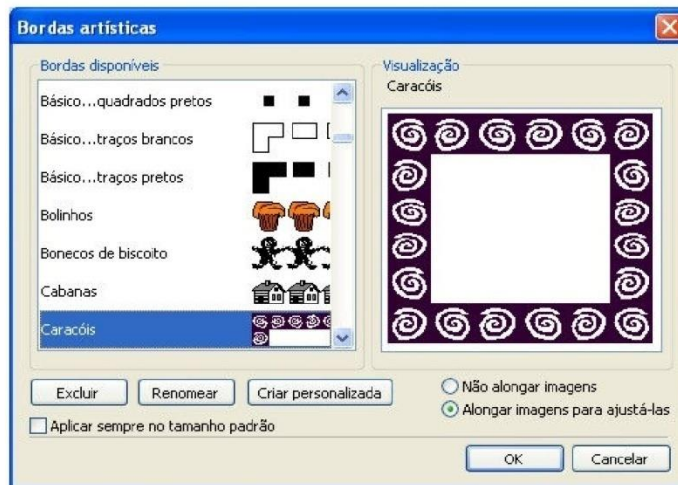 Bordas artísticas
Bordas disponíveis
Básico...quadrados pretos
Básico...traços brancos
Básico...traços pretos
Bolinhos
Bonecos de biscoito
Cabanas
Caracóis
Visualização
Caracóis
Excluir
Renomear
Criar personalizada
Não alongar imagens
Alongar imagens para ajustá-las
Aplicar sempre no tamanho padrão
OK
Cancelar